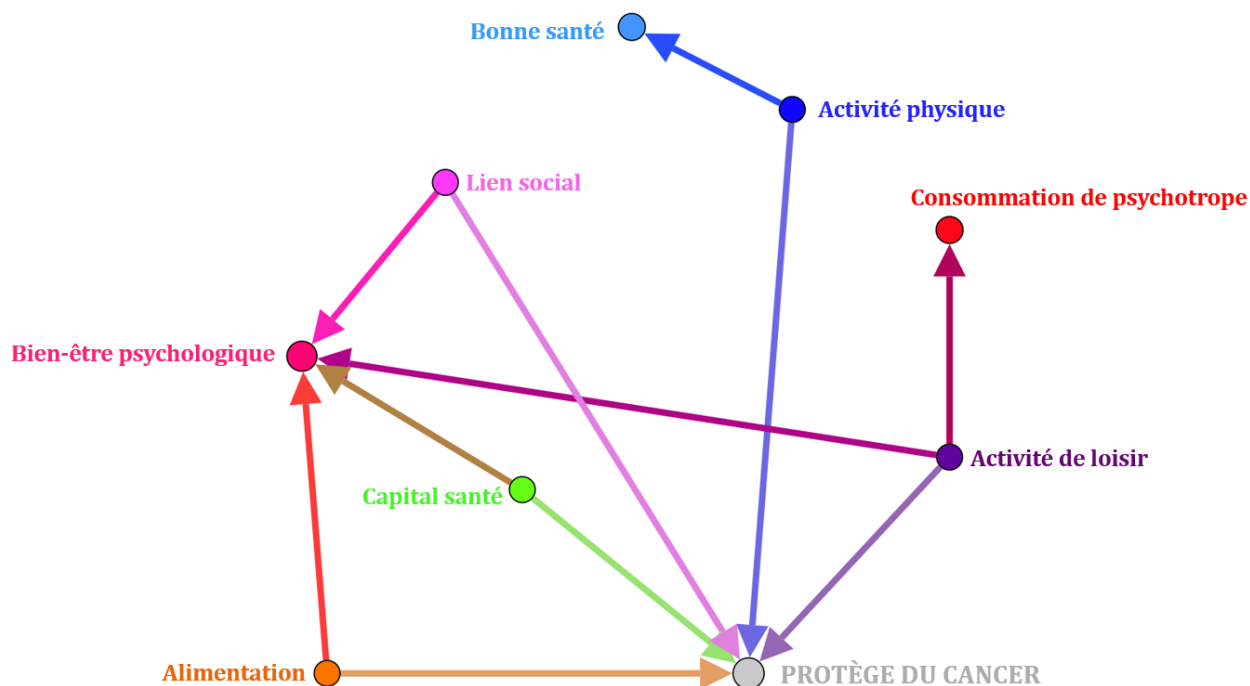 Bonne santé
Activité physique
Lien social
Consommation de psychotrope
Bien-être psychologique
Activité de loisir
Capital santé
Alimentation
PROTÈGE DU CANCER